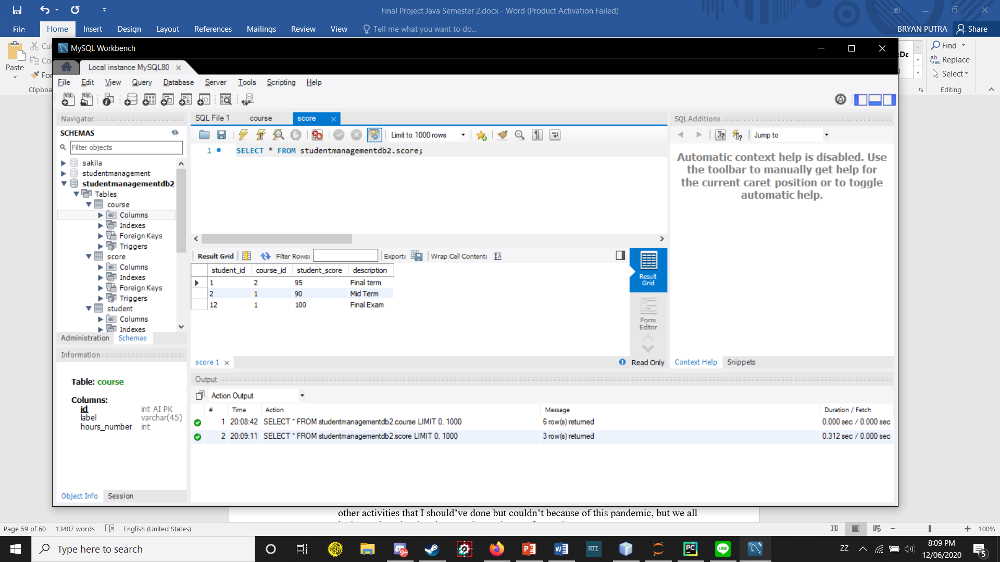 Final Project Java Semester 2.docx - Word (Product Activation Failed)
File Home Insert Design Layout References Mailings Review View Tell me what you want to do... BRYAN PUTRA Share
Paste
Clipboa
Find
Replace
Select
Editing
MySQL Workbench
Local instance MySQL80
File Edit View Query Database Server Tools Scripting Help
Navigator
SCHEMAS
Filter objects
sakila
studentmanagement
studentmanagementdb2
Tables
course
Columns
Indexes
Foreign Keys
Triggers
score
Columns
Indexes
Foreign Keys
Triggers
student
Columns
Indexes
Administration Schemas
Information
Table: course
Columns:
id int AI PK
label varchar(45)
hours_number int
Object Info Session
SQL File 1 course score
Limit to 1000 rows
1 SELECT * FROM studentmanagementdb2.score;
Result Grid Filter Rows: Export: Wrap Cell Content:
student_id course_id student_score description
1 2 95 Final term
2 1 90 Mid Term
12 1 100 Final Exam
Result
Grid
Form
Editor
score 1 Read Only
SQLAdditions
Jump to
Automatic context help is disabled. Use
the toolbar to manually get help for
the current caret position or to toggle
automatic help.
Context Help Snippets
Output
Action Output
# Time Action Message Duration / Fetch
1 20:08:42 SELECT * FROM studentmanagementdb2.course LIMIT 0, 1000 6 row(s) returned 0.000 sec / 0.000 sec
2 20:09:11 SELECT * FROM studentmanagementdb2.score LIMIT 0, 1000 3 row(s) returned 0.312 sec / 0.000 sec
other activities that I should’ve done but couldn’t because of this pandemic, but we all
Page 59 of 60 13407 words English (United States) 100%
Type here to search
9+
RTI
PC
LINE
ZZ
8:09 PM
12/06/2020
5